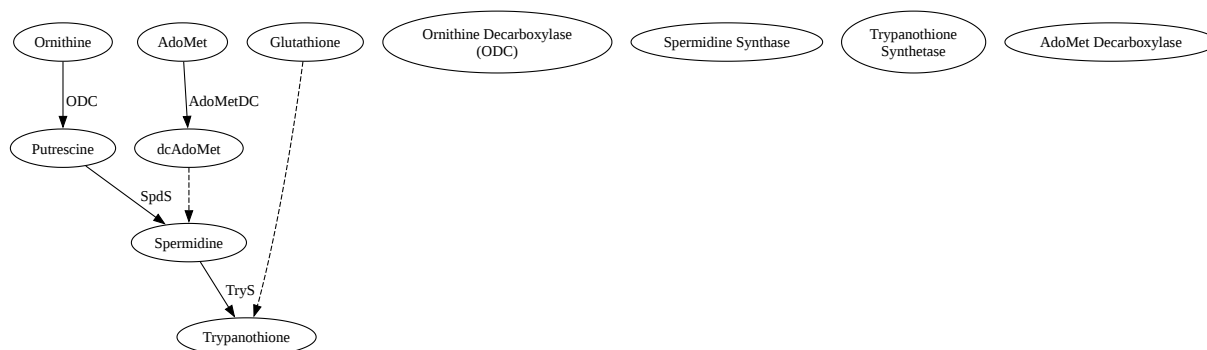 Ornithine
AdoMet
Glutathione
Ornithine Decarboxylase
(ODC)
Spermidine Synthase
Trypanothione
Synthetase
AdoMet Decarboxylase
ODC
AdoMetDC
Putrescine
dcAdoMet
SpdS
Spermidine
TryS
Trypanothione